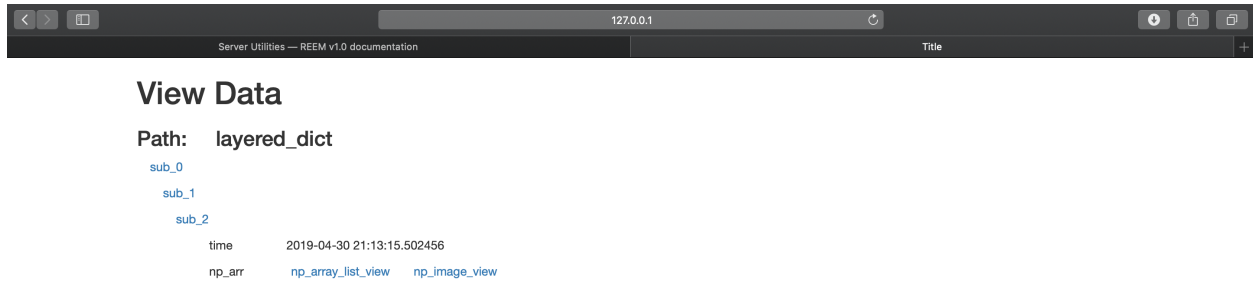 127.0.0.1
Server Utilities — REEM v1.0 documentation
Title
View Data
Path: layered_dict
sub_0
sub_1
sub_2
time 2019-04-30 21:13:15.502456
np_arr np_array_list_view np_image_view